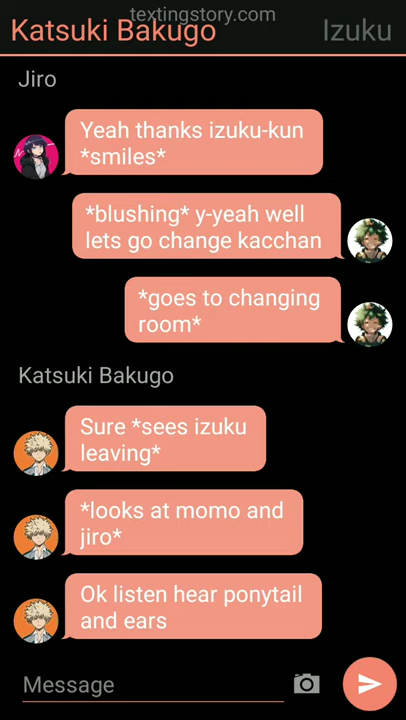 textingstory.com
Katsuki Bakugo
Izuku
Jiro
Yeah thanks izuku-kun
*smiles*
*blushing* y-yeah well
lets go change kacchan
*goes to changing
room*
Katsuki Bakugo
Sure *sees izuku
leaving*
*looks at momo and
jiro*
Ok listen hear ponytail
and ears
Message